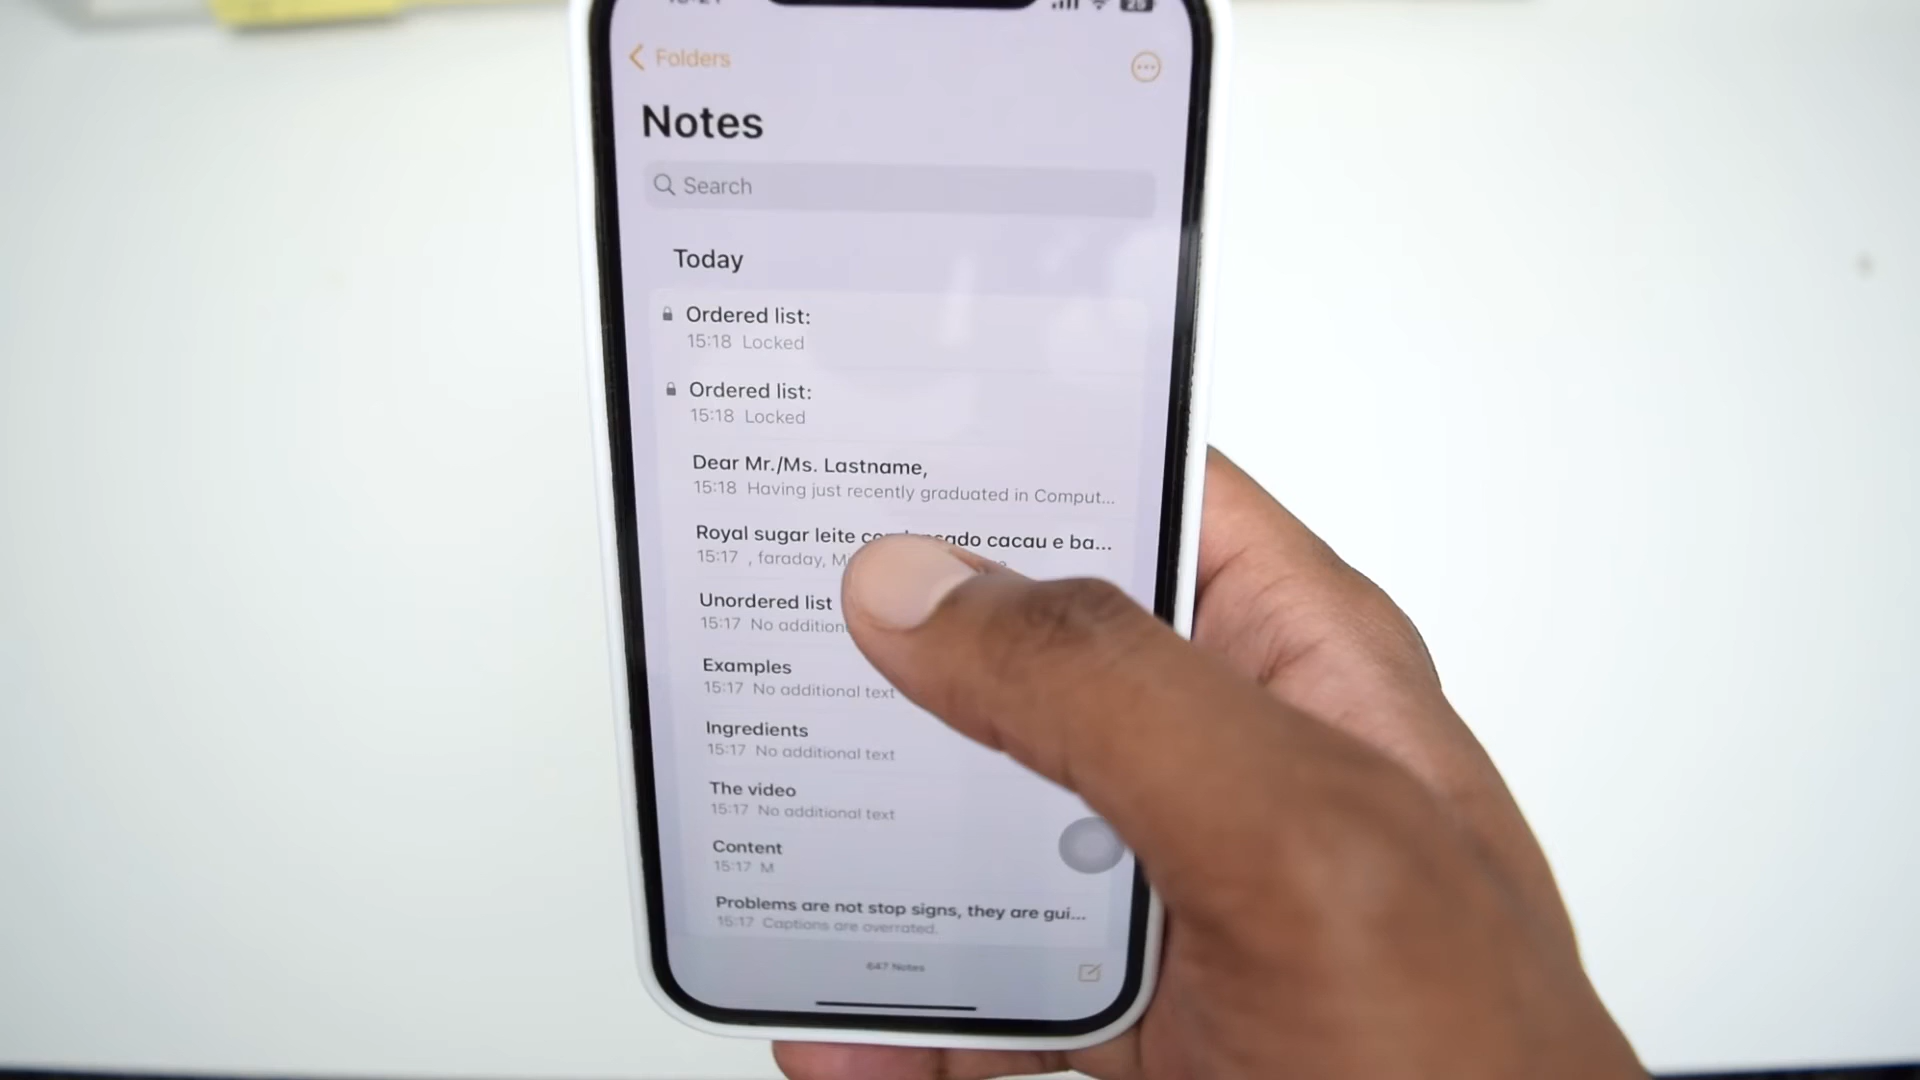 Folders
Notes
Search
Today
Ordered list:
15:18 Locked
Ordered list:
15:18 Locked
Dear Mr./Ms. Lastname,
15:18 Having just recently graduated in Comput...
Royal sugar leite cacau e ba...
15:17 , faraday,
Unordered list
15:17 No
Examples
15:17 No additional text
Ingredients
15:17 No additional text
The video
15:17 No additional text
Content
15:17 M
Problems are not stop signs, they are gui...
15:17 Captions are overrated.
647 Notes